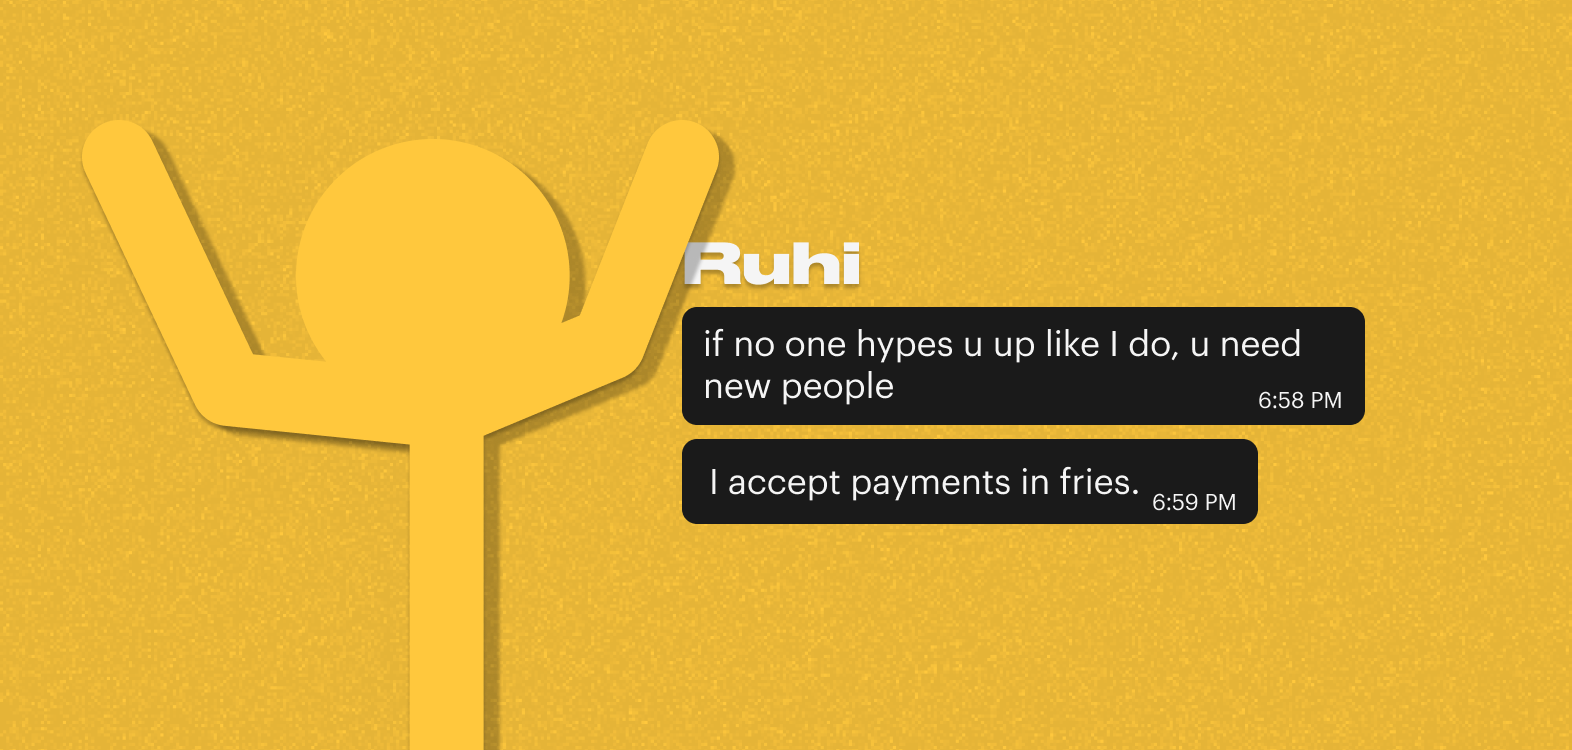 Ruhi
if no one hypes u up like I do, u need
new people
6:58 PM
I accept payments in fries.
6:59 PM